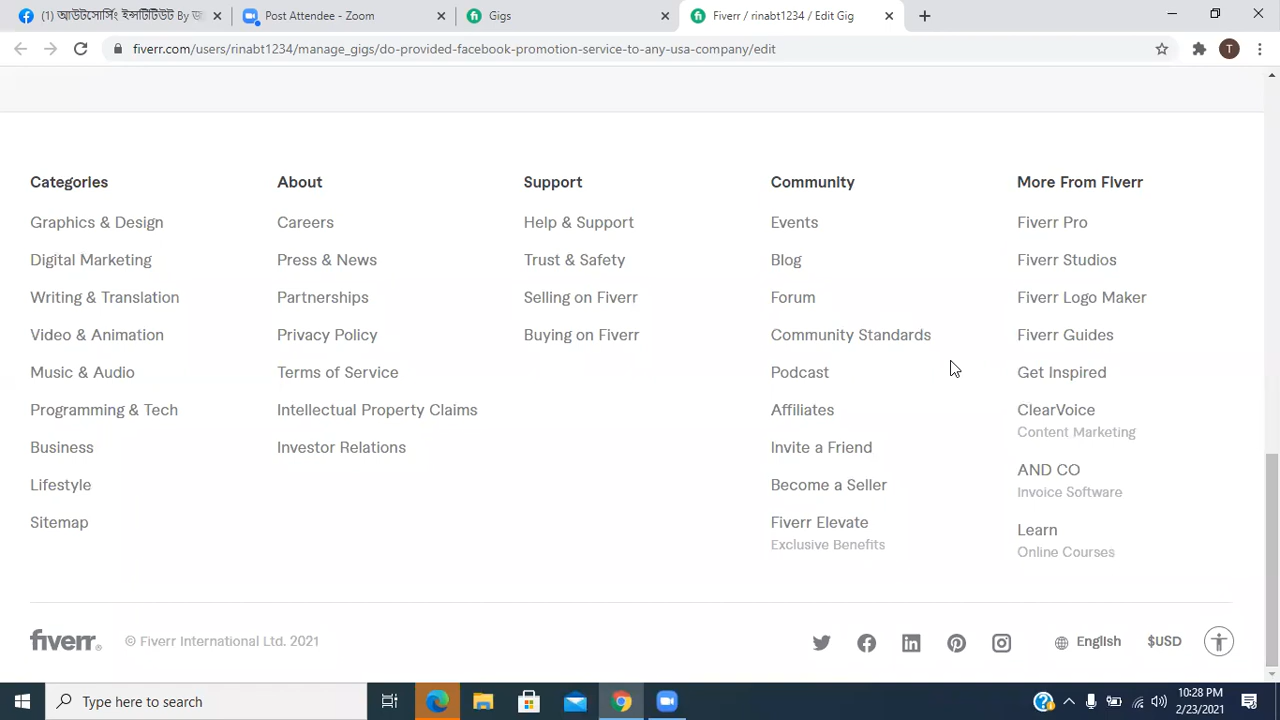 (1) আউটসোর্সিং ইন্সটিটিউট By
Post Attendee - Zoom
Gigs
Fiverr / rinabt1234 / Edit Gig
fiverr.com/users/rinabt1234/manage_gigs/do-provided-facebook-promotion-service-to-any-usa-company/edit
T
Categories
Graphics & Design
Digital Marketing
Writing & Translation
Video & Animation
Music & Audio
Programming & Tech
Business
Lifestyle
Sitemap
About
Careers
Press & News
Partnerships
Privacy Policy
Terms of Service
Intellectual Property Claims
Investor Relations
Support
Help & Support
Trust & Safety
Selling on Fiverr
Buying on Fiverr
Community
Events
Blog
Forum
Community Standards
Podcast
Affiliates
Invite a Friend
Become a Seller
Fiverr Elevate
Exclusive Benefits
More From Fiverr
Fiverr Pro
Fiverr Studios
Fiverr Logo Maker
Fiverr Guides
Get Inspired
ClearVoice
Content Marketing
AND CO
Invoice Software
Learn
Online Courses
fiverr.
© Fiverr International Ltd. 2021
English
$USD
Type here to search
10:28 PM
2/23/2021